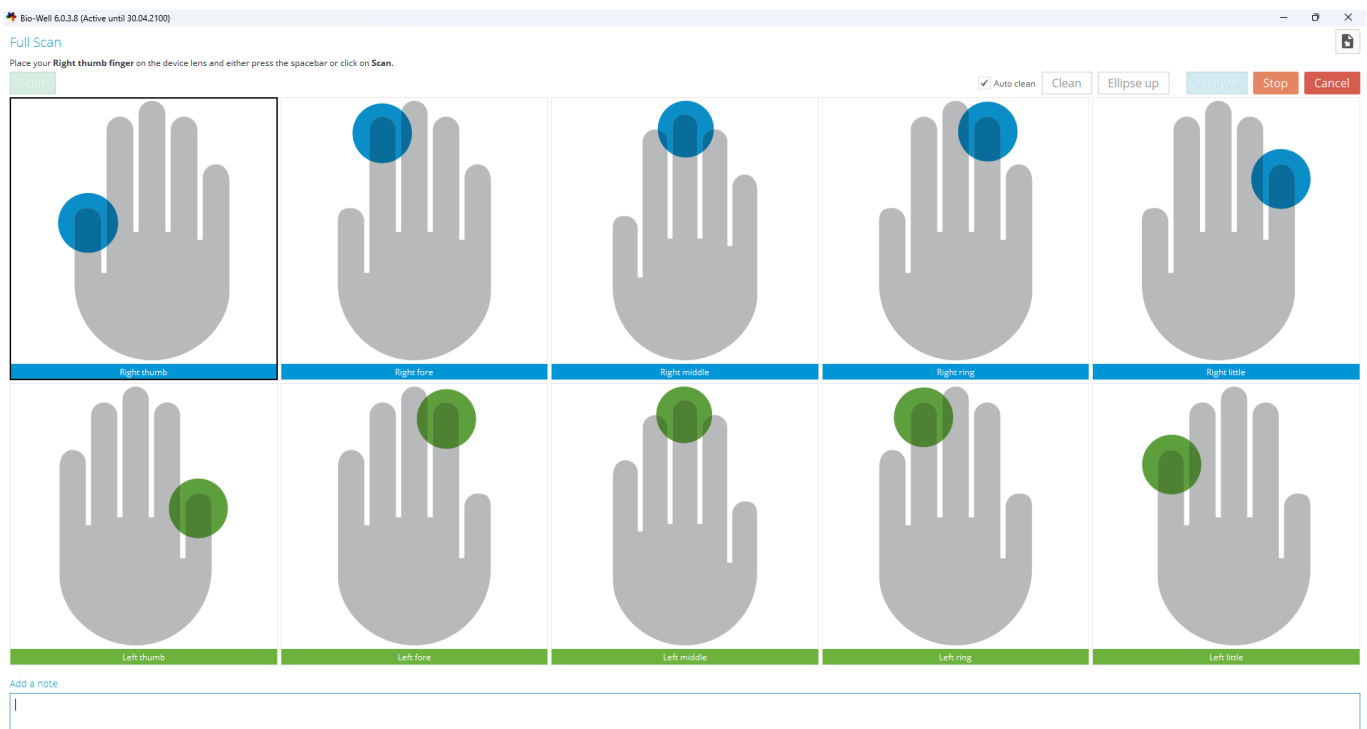 Bio-Well 6.0.3.8 (Active until 30.04.2100)
Full Scan
Place your Right thumb finger on the device lens and either press the spacebar or click on Scan.
Scan Auto clean Clean Ellipse up Analyze Stop Cancel
Right thumb Right fore Right middle Right ring Right little
Left thumb Left fore Left middle Left ring Left little
Add a note